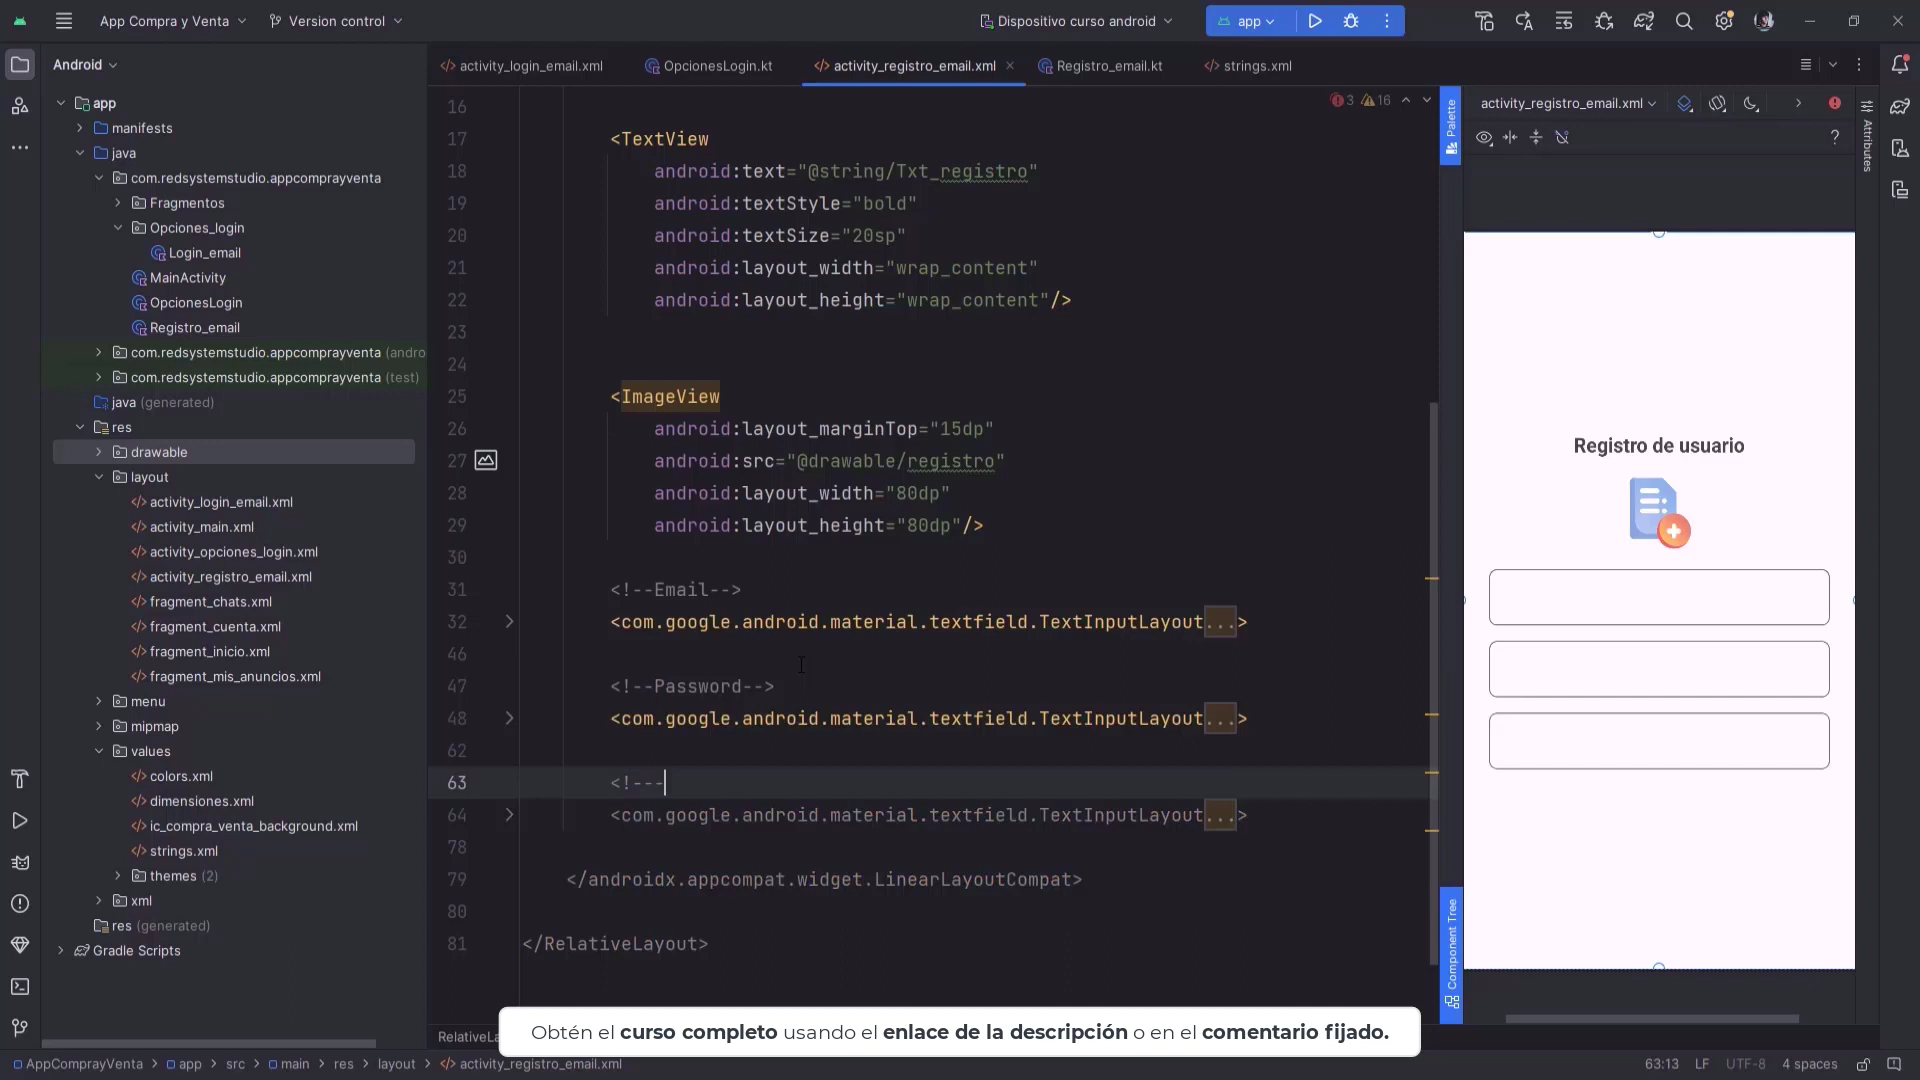 App Compra y Venta
Version control
Dispositivo curso android
app
Android
activity_login_email.xml
OpcionesLogin.kt
activity_registro_email.xml
Registro_email.kt
strings.xml
app
manifests
java
com.redsystemstudio.appcomprayventa
Fragmentos
Opciones_login
Login_email
MainActivity
OpcionesLogin
Registro_email
com.redsystemstudio.appcomprayventa (andro
com.redsystemstudio.appcomprayventa (test)
java (generated)
res
drawable
layout
activity_login_email.xml
activity_main.xml
activity_opciones_login.xml
activity_registro_email.xml
fragment_chats.xml
fragment_cuenta.xml
fragment_inicio.xml
fragment_mis_anuncios.xml
menu
mipmap
values
colors.xml
dimensiones.xml
ic_compra_venta_background.xml
strings.xml
themes (2)
xml
res (generated)
Gradle Scripts
3 16
16
17 <TextView
18 android:text="@string/Txt_registro"
19 android:textStyle="bold"
20 android:textSize="20sp"
21 android:layout_width="wrap_content"
22 android:layout_height="wrap_content"/>
23
24
25 <ImageView
26 android:layout_marginTop="15dp"
27 android:src="@drawable/registro"
28 android:layout_width="80dp"
29 android:layout_height="80dp"/>
30
31 <!--Email-->
32 <com.google.android.material.textfield.TextInputLayout...>
46
47 <!--Password-->
48 <com.google.android.material.textfield.TextInputLayout...>
62
63 <!---
64 <com.google.android.material.textfield.TextInputLayout...>
78
79 </androidx.appcompat.widget.LinearLayoutCompat>
80
81 </RelativeLayout>
Palette
Component Tree
activity_registro_email.xml
?
Attributes
Registro de usuario
RelativeLa
Obtén el curso completo usando el enlace de la descripción o en el comentario fijado.
AppComprayVenta > app > src > main > res > layout > activity_registro_email.xml
63:13 LF UTF-8 4 spaces